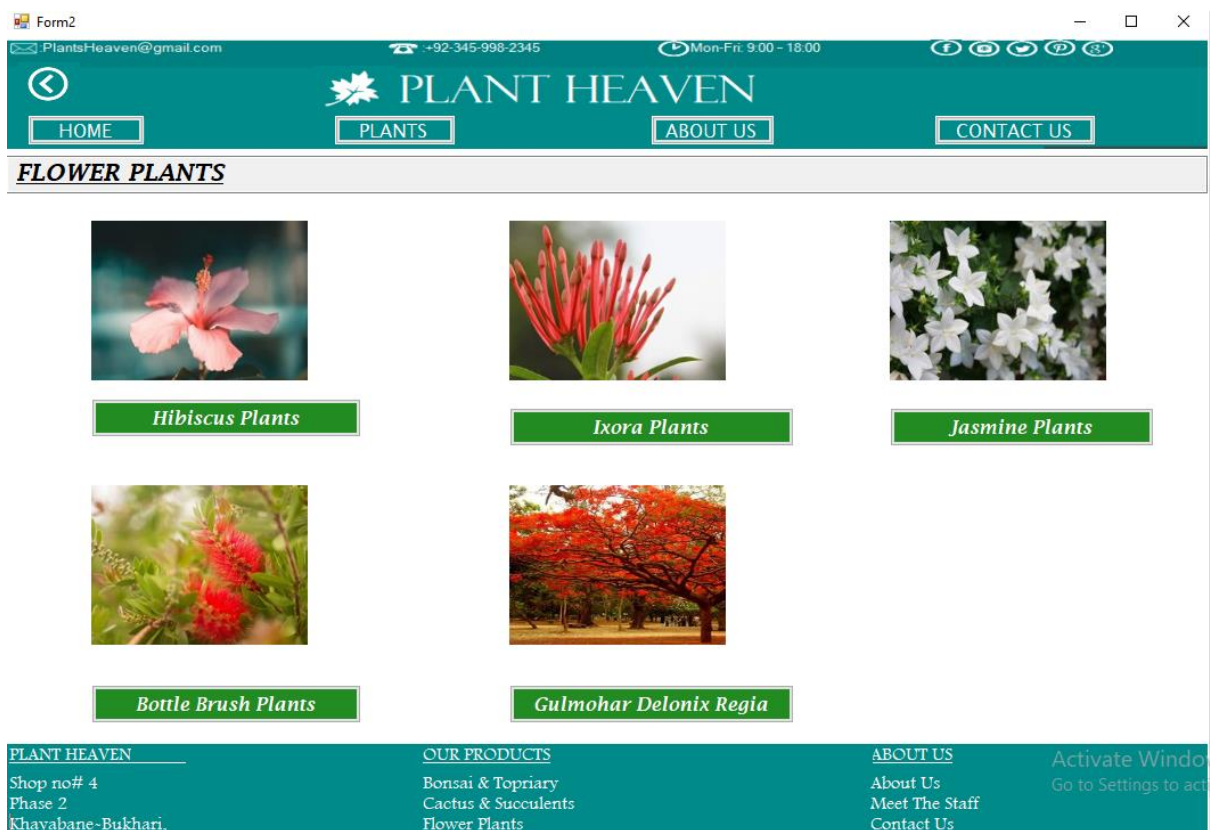 Form2
:PlantsHeaven@gmail.com :+92-345-998-2345 Mon-Fri: 9:00 - 18:00
PLANT HEAVEN
HOME PLANTS ABOUT US CONTACT US
FLOWER PLANTS
Hibiscus Plants Ixora Plants Jasmine Plants
Bottle Brush Plants Gulmohar Delonix Regia
PLANT HEAVEN OUR PRODUCTS ABOUT US
Shop no# 4 Bonsai & Topriary About Us
Phase 2 Cactus & Succulents Meet The Staff
Khayabane~Bukhari, Flower Plants Contact Us
Activate Windo
Go to Settings to act